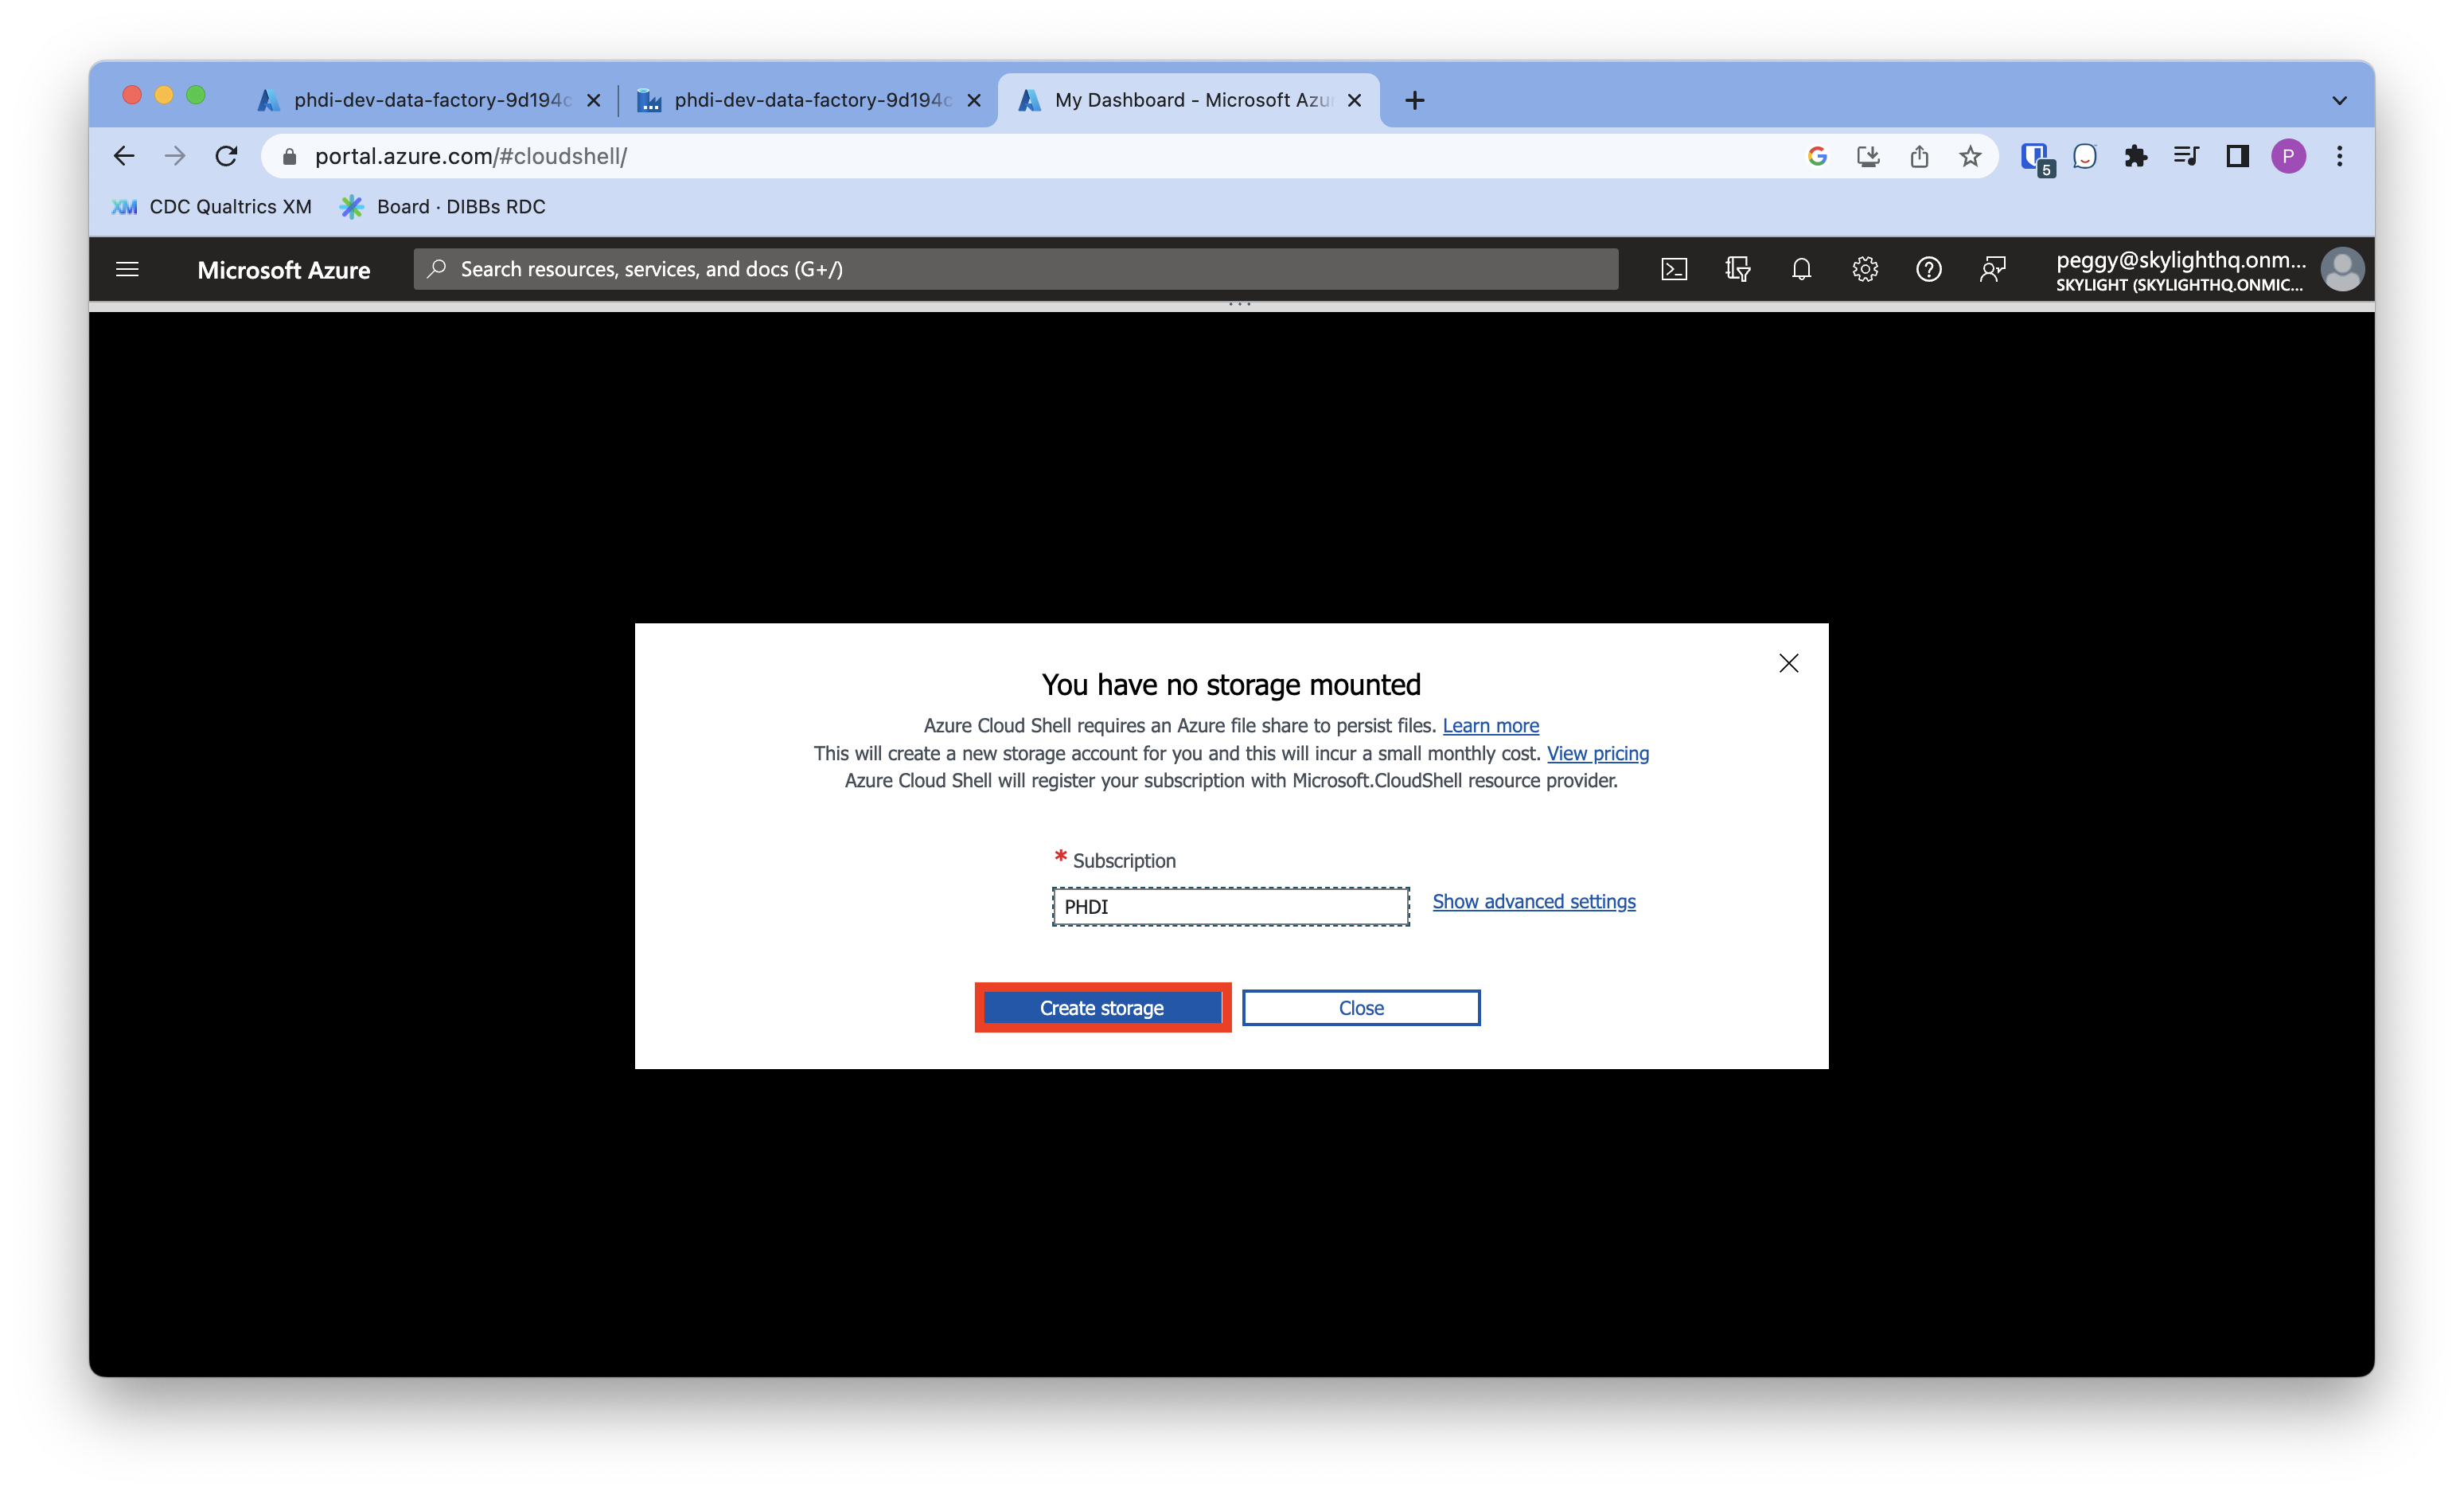 phdi-dev-data-factory-9d194c
phdi-dev-data-factory-9d194c
My Dashboard - Microsoft Azu
portal.azure.com/#cloudshell/
5
P
CDC Qualtrics XM
Board · DIBBs RDC
Microsoft Azure
Search resources, services, and docs (G+/)
peggy@skylighthq.onm...
SKYLIGHT (SKYLIGHTHQ.ONMIC...
You have no storage mounted
Azure Cloud Shell requires an Azure file share to persist files. Learn more
This will create a new storage account for you and this will incur a small monthly cost. View pricing
Azure Cloud Shell will register your subscription with Microsoft.CloudShell resource provider.
* Subscription
PHDI
Show advanced settings
Create storage
Close